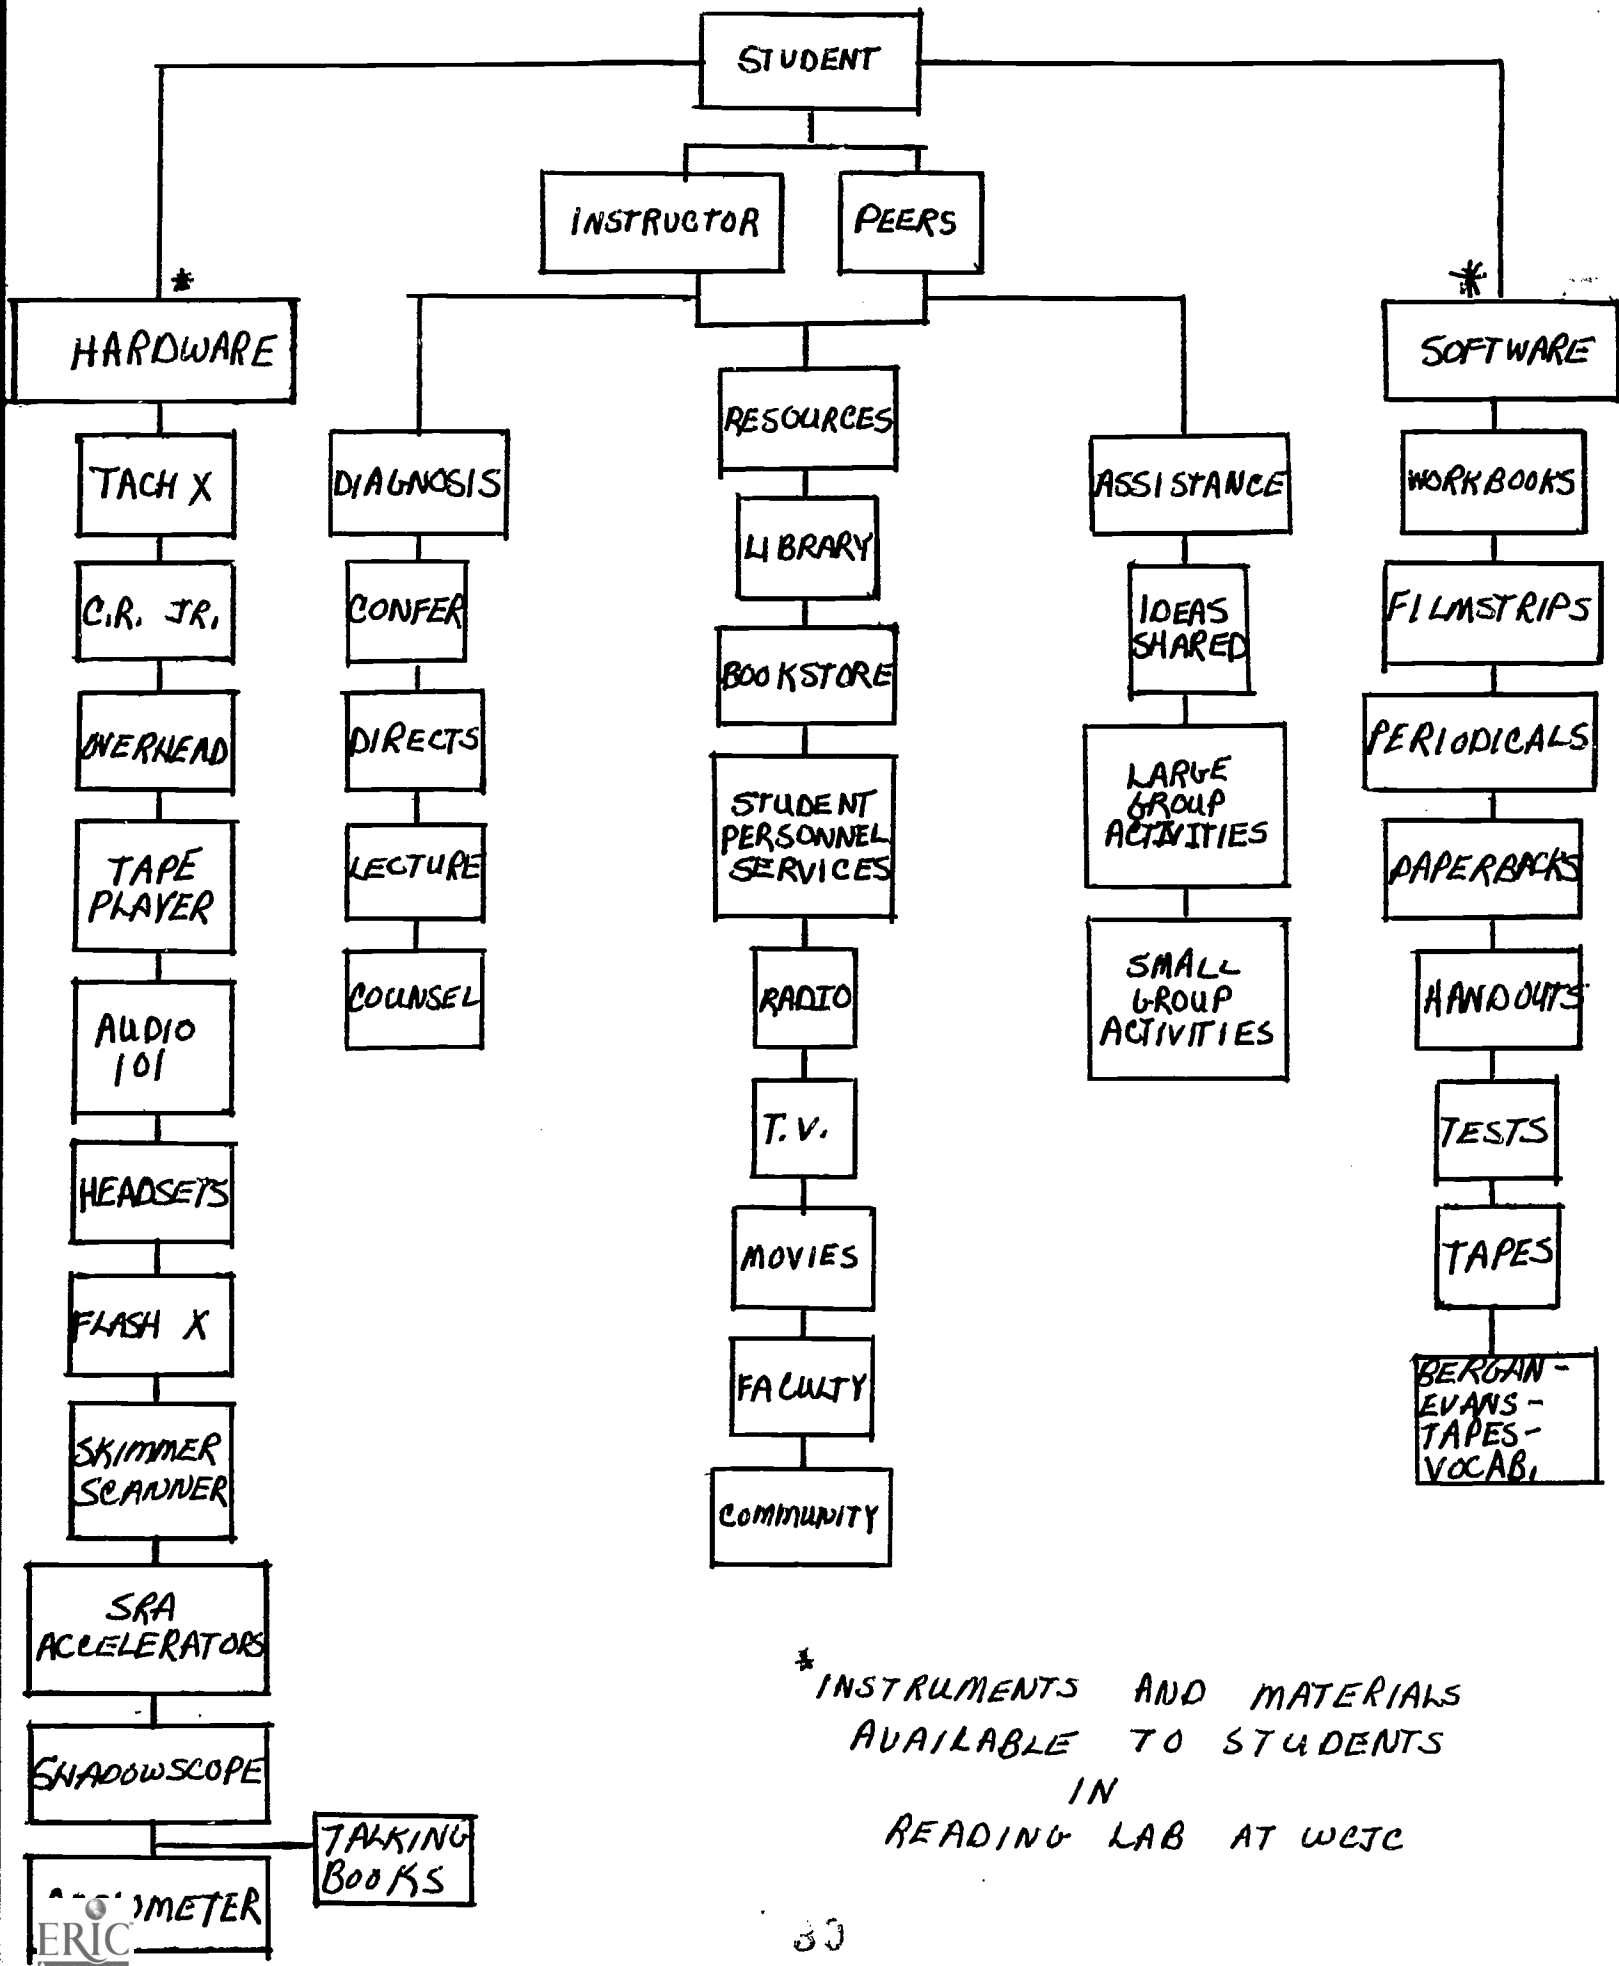 STUDENT
INSTRUCTOR
PEERS
*
HARDWARE
TACH X
C.R. JR.
OVERHEAD
TAPE
PLAYER
AUDIO
101
HEADSETS
FLASH X
SKIMMER
SCANNER
SRA
ACCELERATORS
SHADOWSCOPE
TALKING
BOOKS
DIAGNOSIS
CONFER
DIRECTS
LECTURE
COUNSEL
RESOURCES
LIBRARY
BOOKSTORE
STUDENT
PERSONNEL
SERVICES
RADIO
T.V.
MOVIES
FACULTY
COMMUNITY
ASSISTANCE
IDEAS
SHARED
LARGE
GROUP
ACTIVITIES
SMALL
GROUP
ACTIVITIES
*
SOFTWARE
WORKBOOKS
FILMSTRIPS
PERIODICALS
PAPERBACKS
HANDOUTS
TESTS
TAPES
BERGAN-
EVANS-
TAPES-
VOCAB.
*
INSTRUMENTS AND MATERIALS
AVAILABLE TO STUDENTS
IN
READING LAB AT WCJC
ERIC